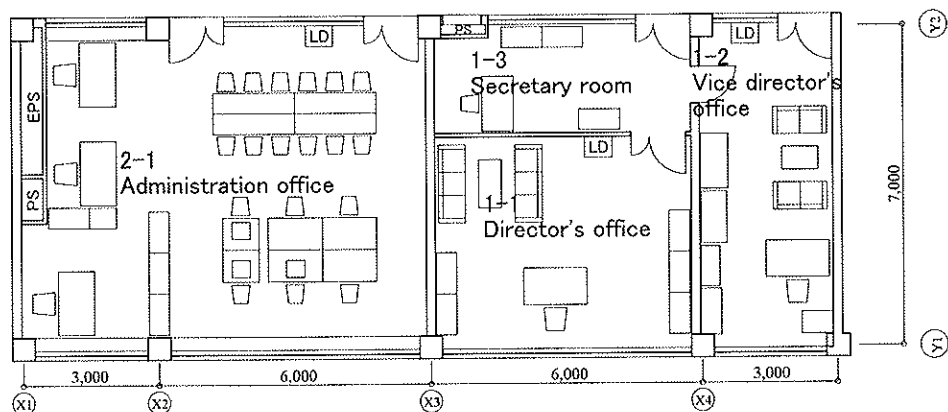 PS
LD
LD
Y2
1-3
Secretary room
1-2
Vice director's
office
EPS
2-1
Administration office
PS
LD
1-1
Director's office
7,000
Y1
3,000
6,000
6,000
3,000
X1
X2
X3
X4